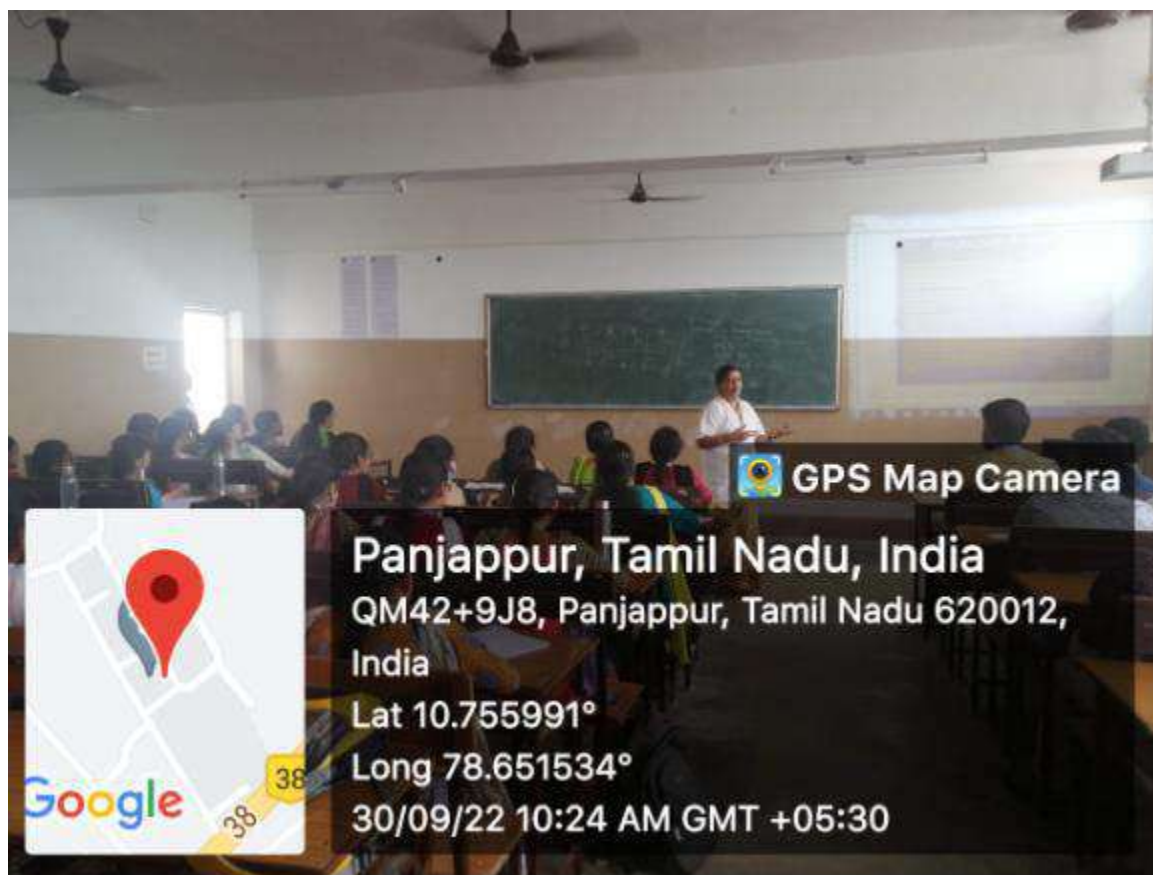 GPS Map Camera
Panjappur, Tamil Nadu, India
QM42+9J8, Panjappur, Tamil Nadu 620012,
India
Lat 10.755991°
Long 78.651534°
30/09/22 10:24 AM GMT +05:30
Google
38
38